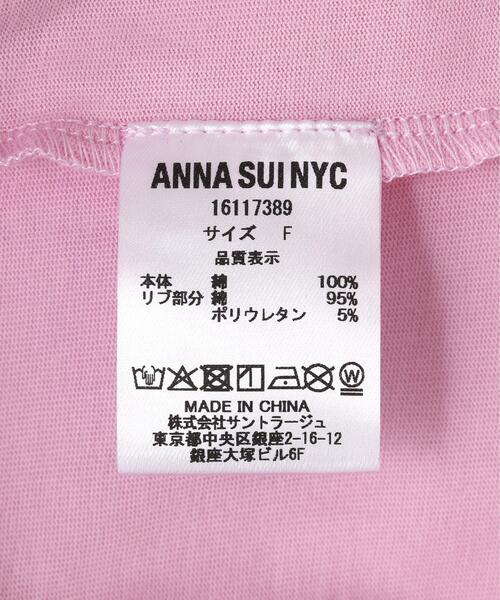 ANNA SUI NYC
16117389
サイズ F
品質表示
本体 綿 100%
リブ部分 綿 95%
ポリウレタン 5%
MADE IN CHINA
株式会社サントラージュ
東京都中央区銀座2-16-12
銀座大塚ビル6F